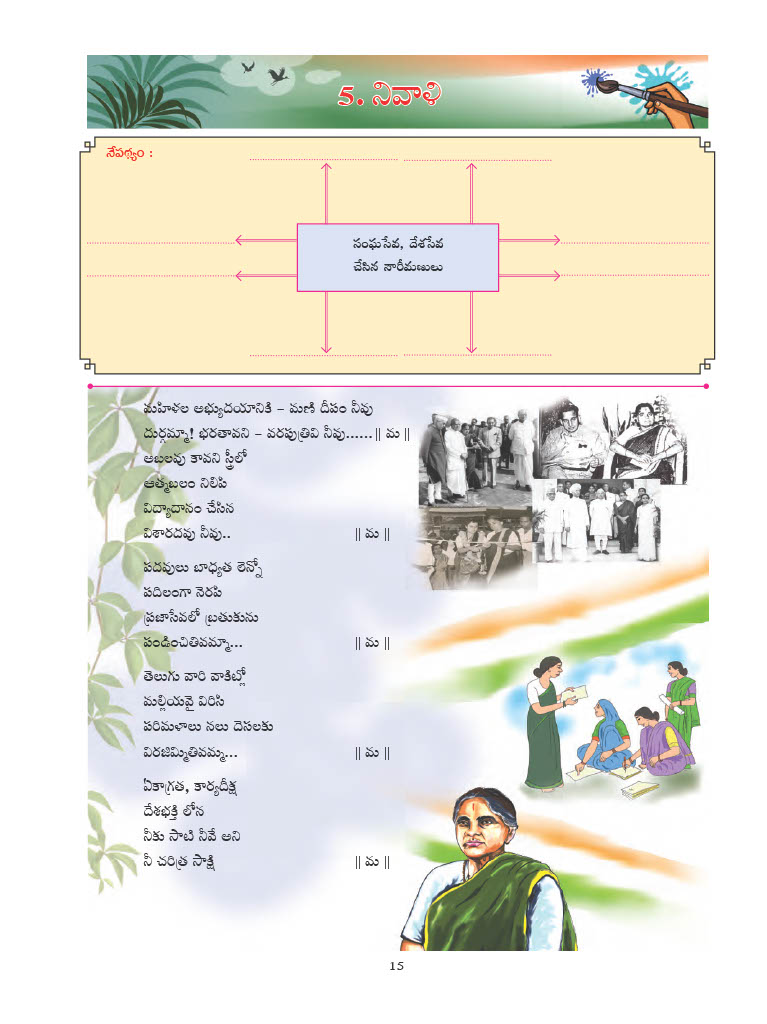 5. నివాళి
నేపథ్యం :
సంఘసేవ, దేశసేవ
చేసిన నారీమణులు
మహిళల అభ్యుదయానికి – మణి దీపం నీవు
దుర్గమ్మా! భరతావని – వరపుత్రివి నీవు...... || మ ||
అబలవు కావని స్త్రీలో
ఆత్మబలం నిలిపి
విద్యాదానం చేసిన
విశారదవు నీవు.. || మ ||
పదవులు బాధ్యత లెన్నో
పదిలంగా నెరపి
ప్రజాసేవలో బ్రతుకును
పండించితివమ్మా... || మ ||
తెలుగు వారి వాకిట్లో
మల్లియవై విరిసి
పరిమళాలు నలు దెసలకు
విరజిమ్మితివమ్మ... || మ ||
ఏకాగ్రత, కార్యదీక్ష
దేశభక్తి లోన
నీకు సాటి నీవే అని
నీ చరిత్ర సాక్షి || మ ||
15